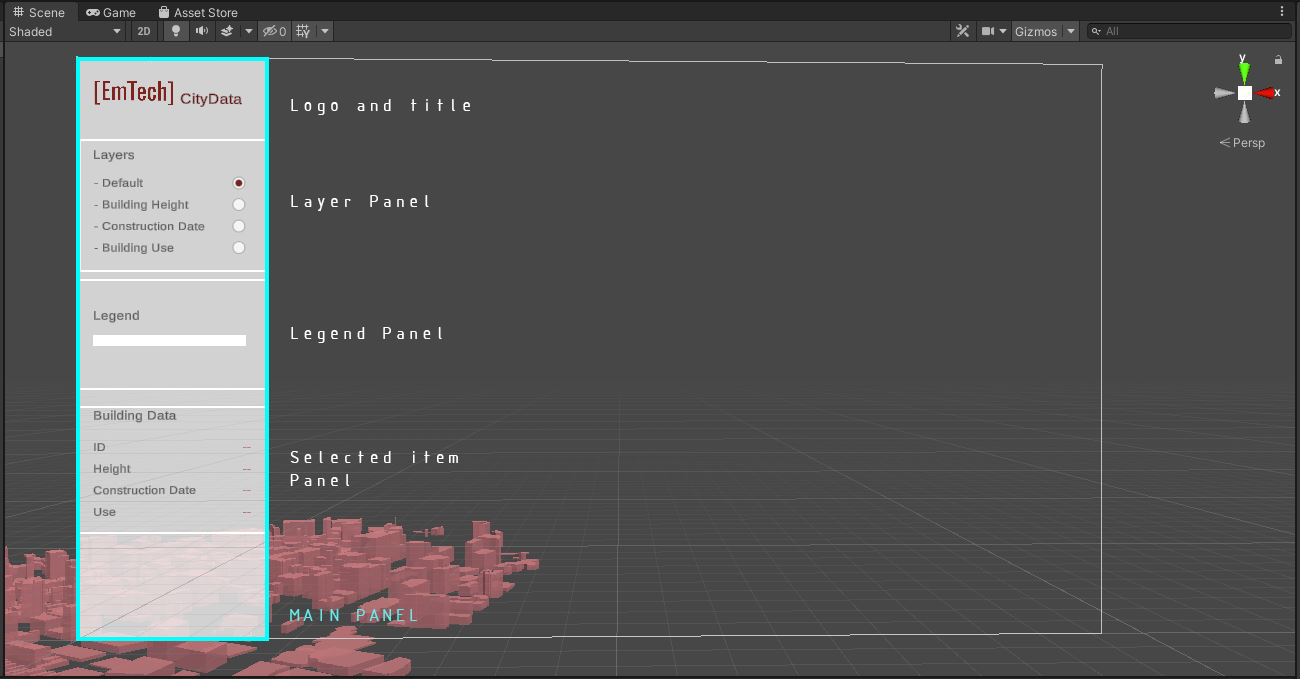 Scene Game Asset Store
Shaded 2D 0 Gizmos All
y
x
Persp
[EmTech] CityData
Logo and title
Layers
- Default
- Building Height
- Construction Date
- Building Use
Layer Panel
Legend
Legend Panel
Building Data
ID --
Height --
Construction Date --
Use --
Selected item
Panel
MAIN PANEL